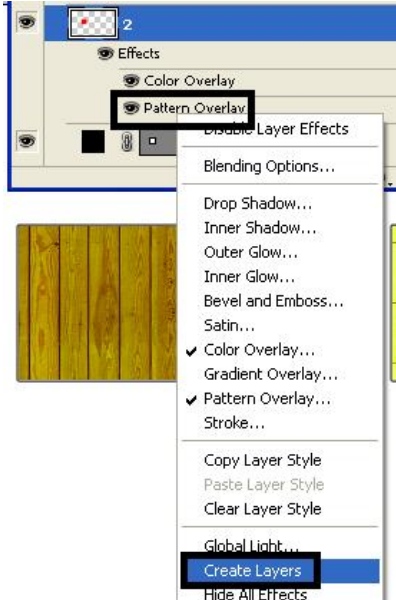 2
Effects
Color Overlay
Pattern Overlay
Disable Layer Effects
Blending Options...
Drop Shadow...
Inner Shadow...
Outer Glow...
Inner Glow...
Bevel and Emboss...
Satin...
Color Overlay...
Gradient Overlay...
Pattern Overlay...
Stroke...
Copy Layer Style
Paste Layer Style
Clear Layer Style
Global Light...
Create Layers
Hide All Effects